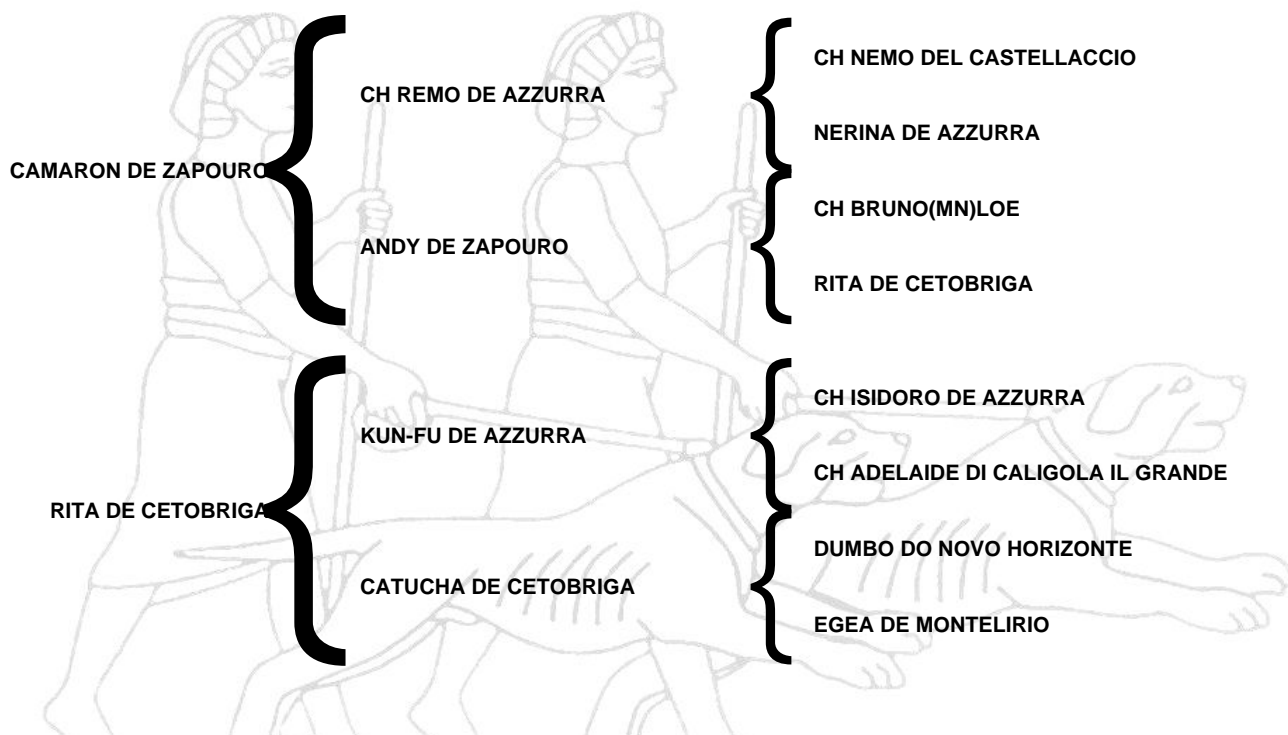 CH NEMO DEL CASTELLACCIO
CH REMO DE AZZURRA
NERINA DE AZZURRA
CAMARON DE ZAPOURO
CH BRUNO(MN)LOE
ANDY DE ZAPOURO
RITA DE CETOBRIGA
CH ISIDORO DE AZZURRA
KUN-FU DE AZZURRA
CH ADELAIDE DI CALIGOLA IL GRANDE
RITA DE CETOBRIGA
DUMBO DO NOVO HORIZONTE
CATUCHA DE CETOBRIGA
EGEA DE MONTELIRIO